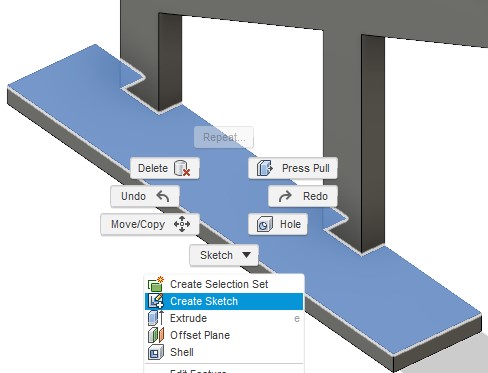 Repeat...
Delete
Press Pull
Undo
Redo
Move/Copy
Hole
Sketch
Create Selection Set
Create Sketch
Extrude e
Offset Plane
Shell